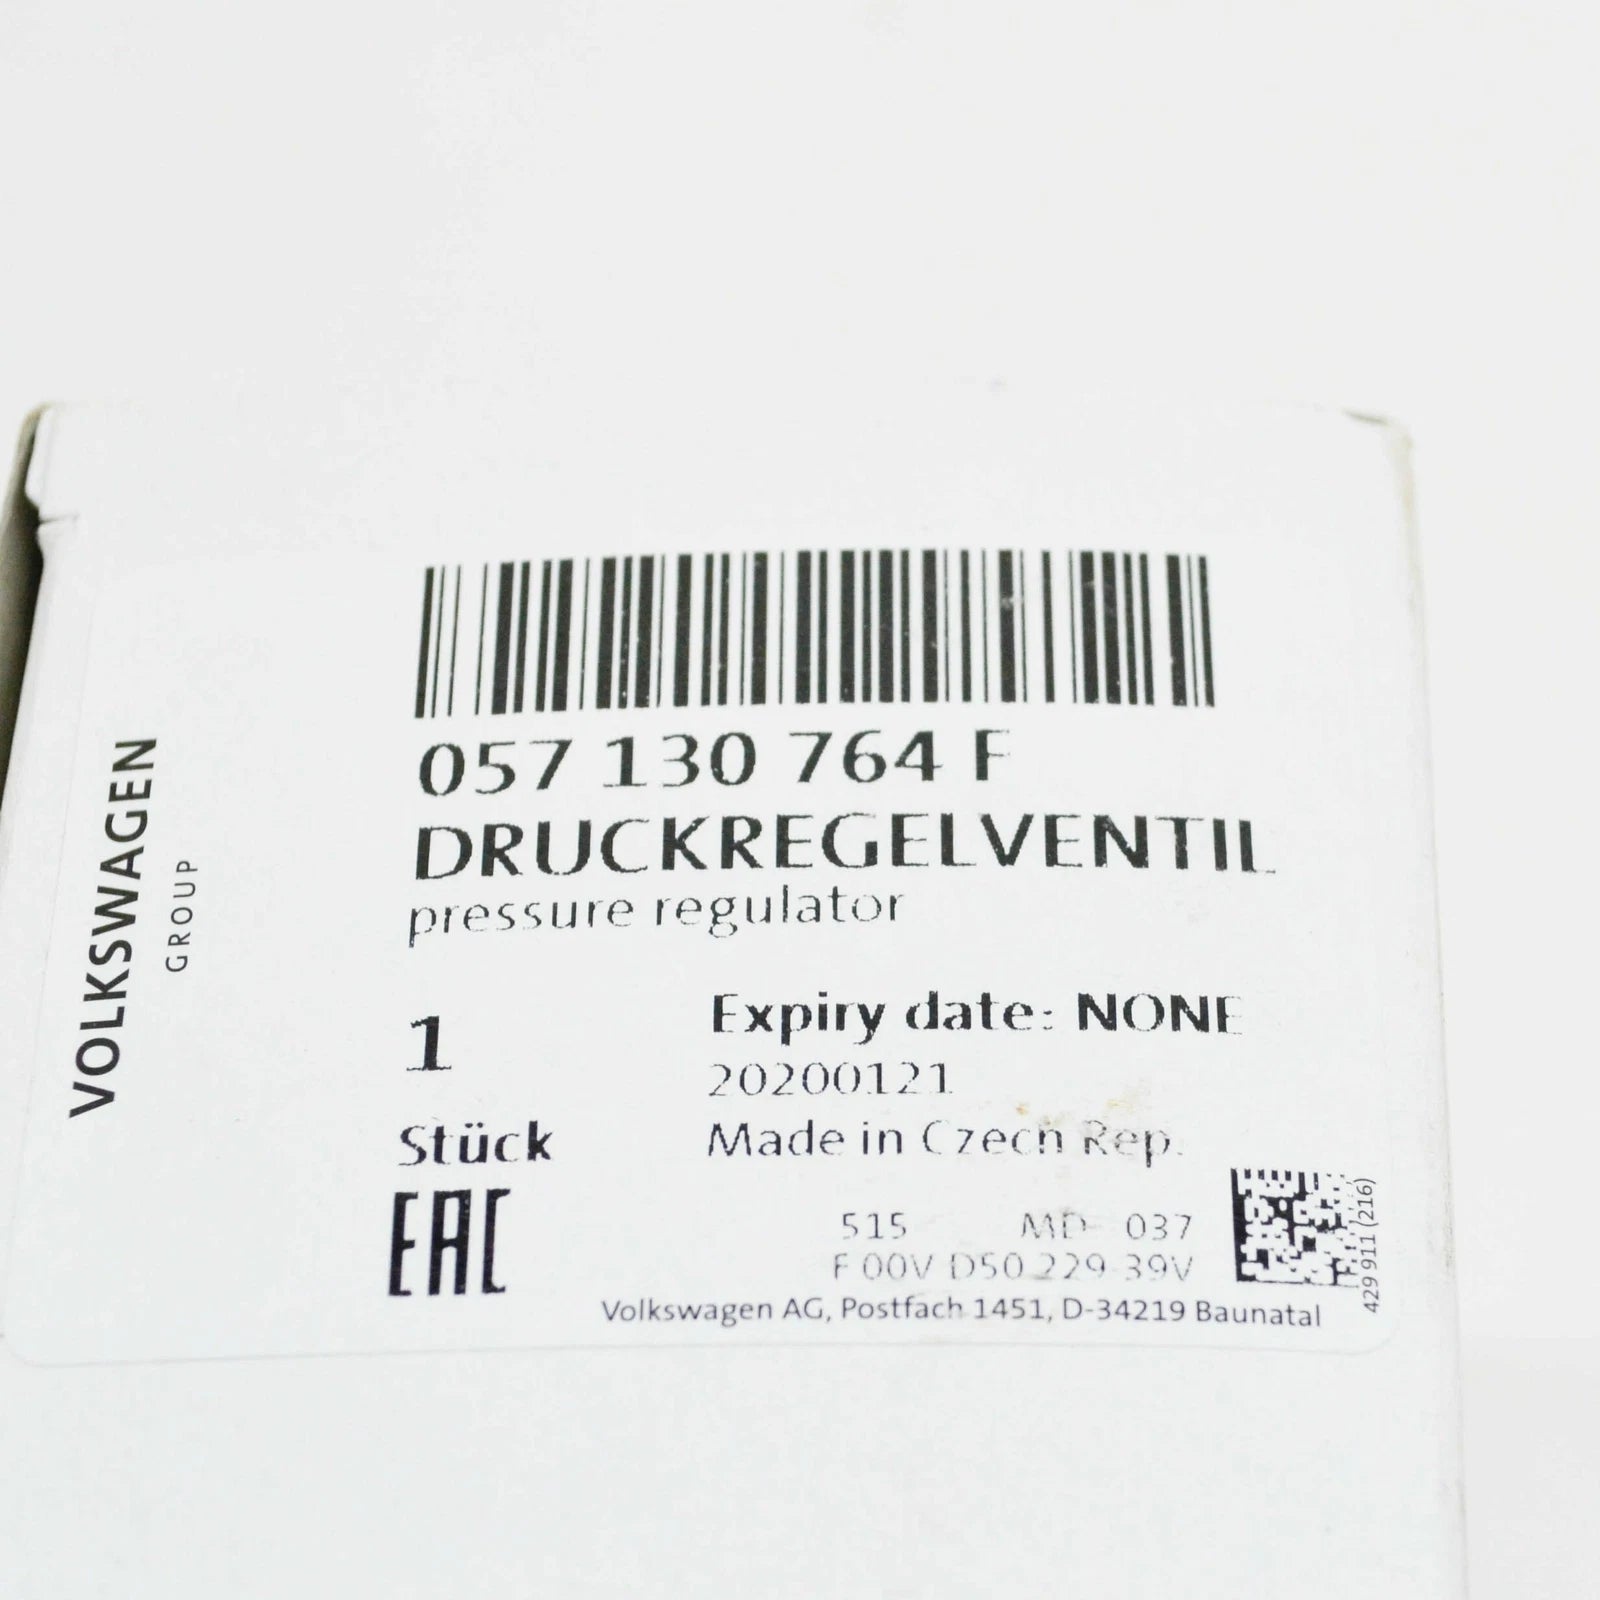 VOLKSWAGEN
GROUP
057 130 764 F
DRUCKREGELVENTIL
pressure regulator
1
Stück
Expiry date: NONE
20200121
Made in Czech Rep.
EAC
515 MD 037
F 00V D50 229 39V
429 911 (216)
Volkswagen AG, Postfach 1451, D-34219 Baunatal